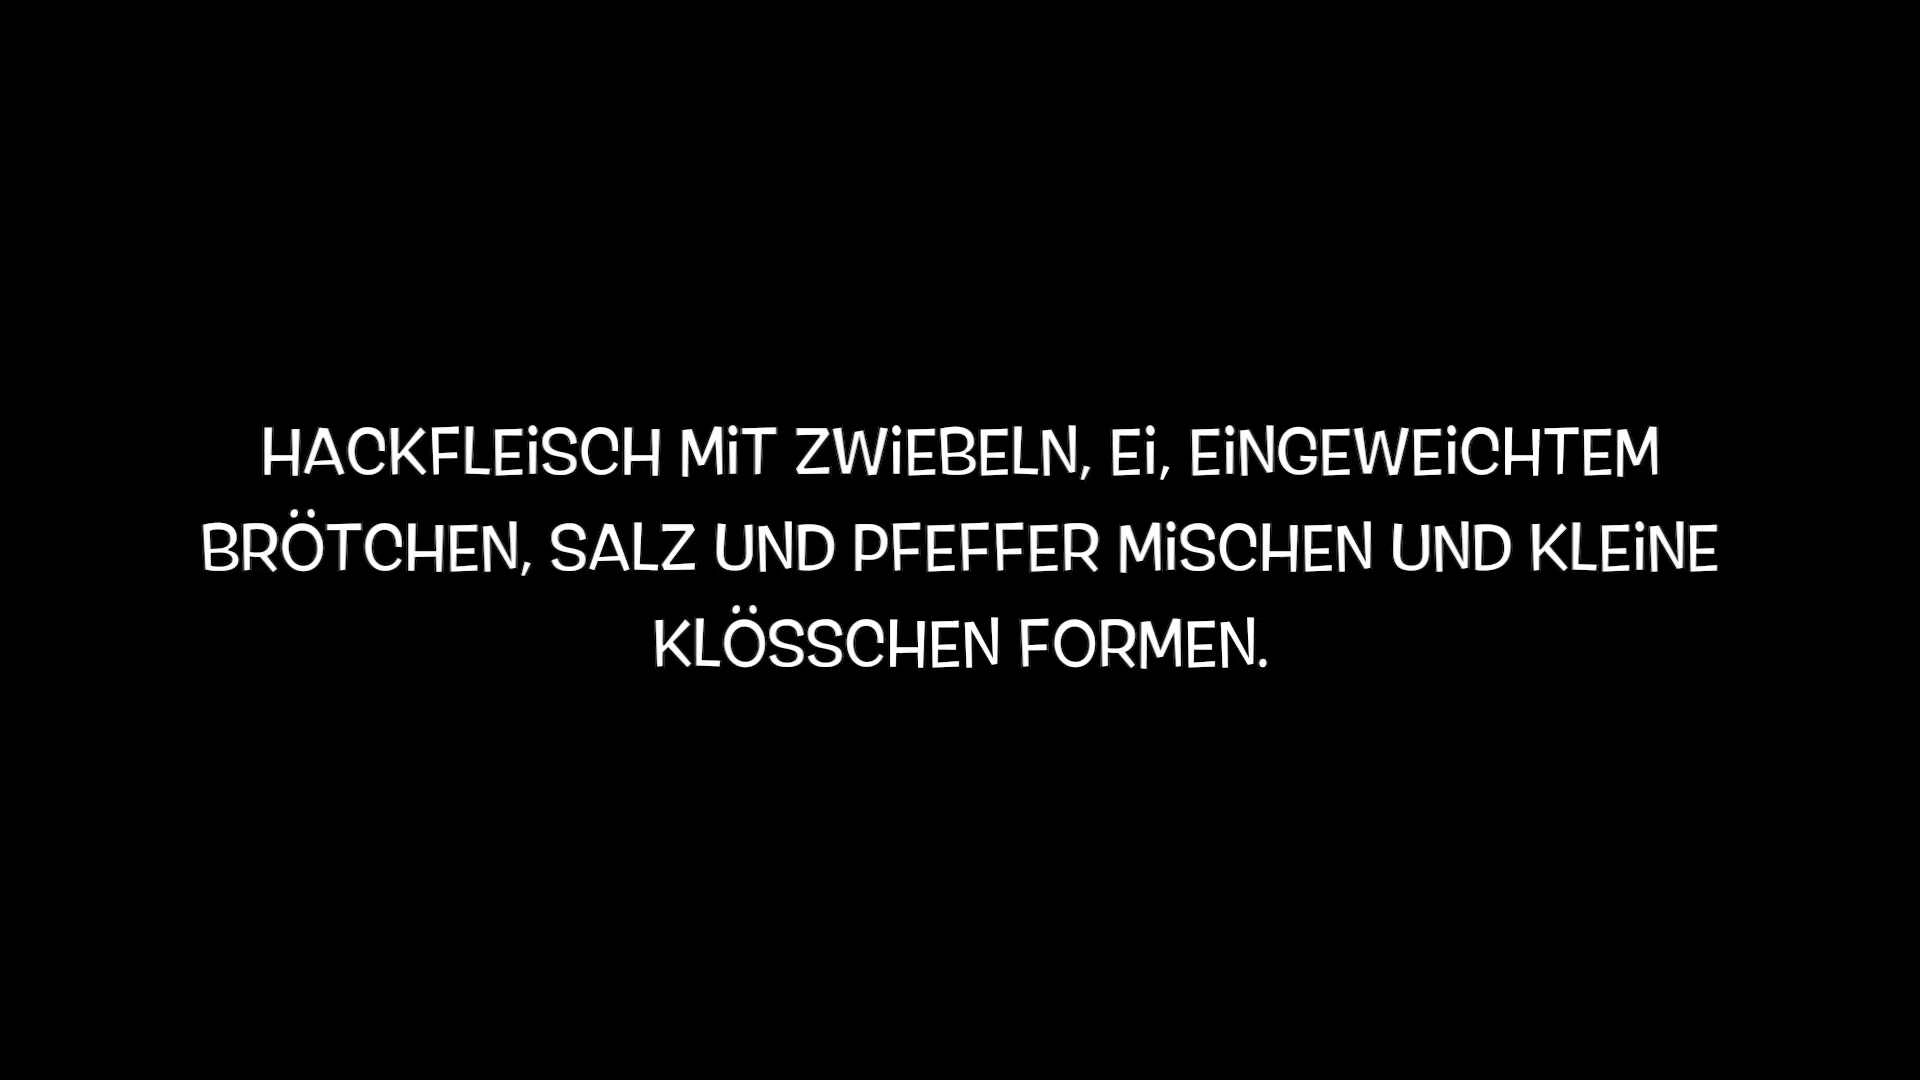 HACKFLEiSCH MiT ZWiEBELN, Ei, EiNGEWEiCHTEM
BRÖTCHEN, SALZ UND PFEFFER MiSCHEN UND KLEiNE
KLÖSSCHEN FORMEN.